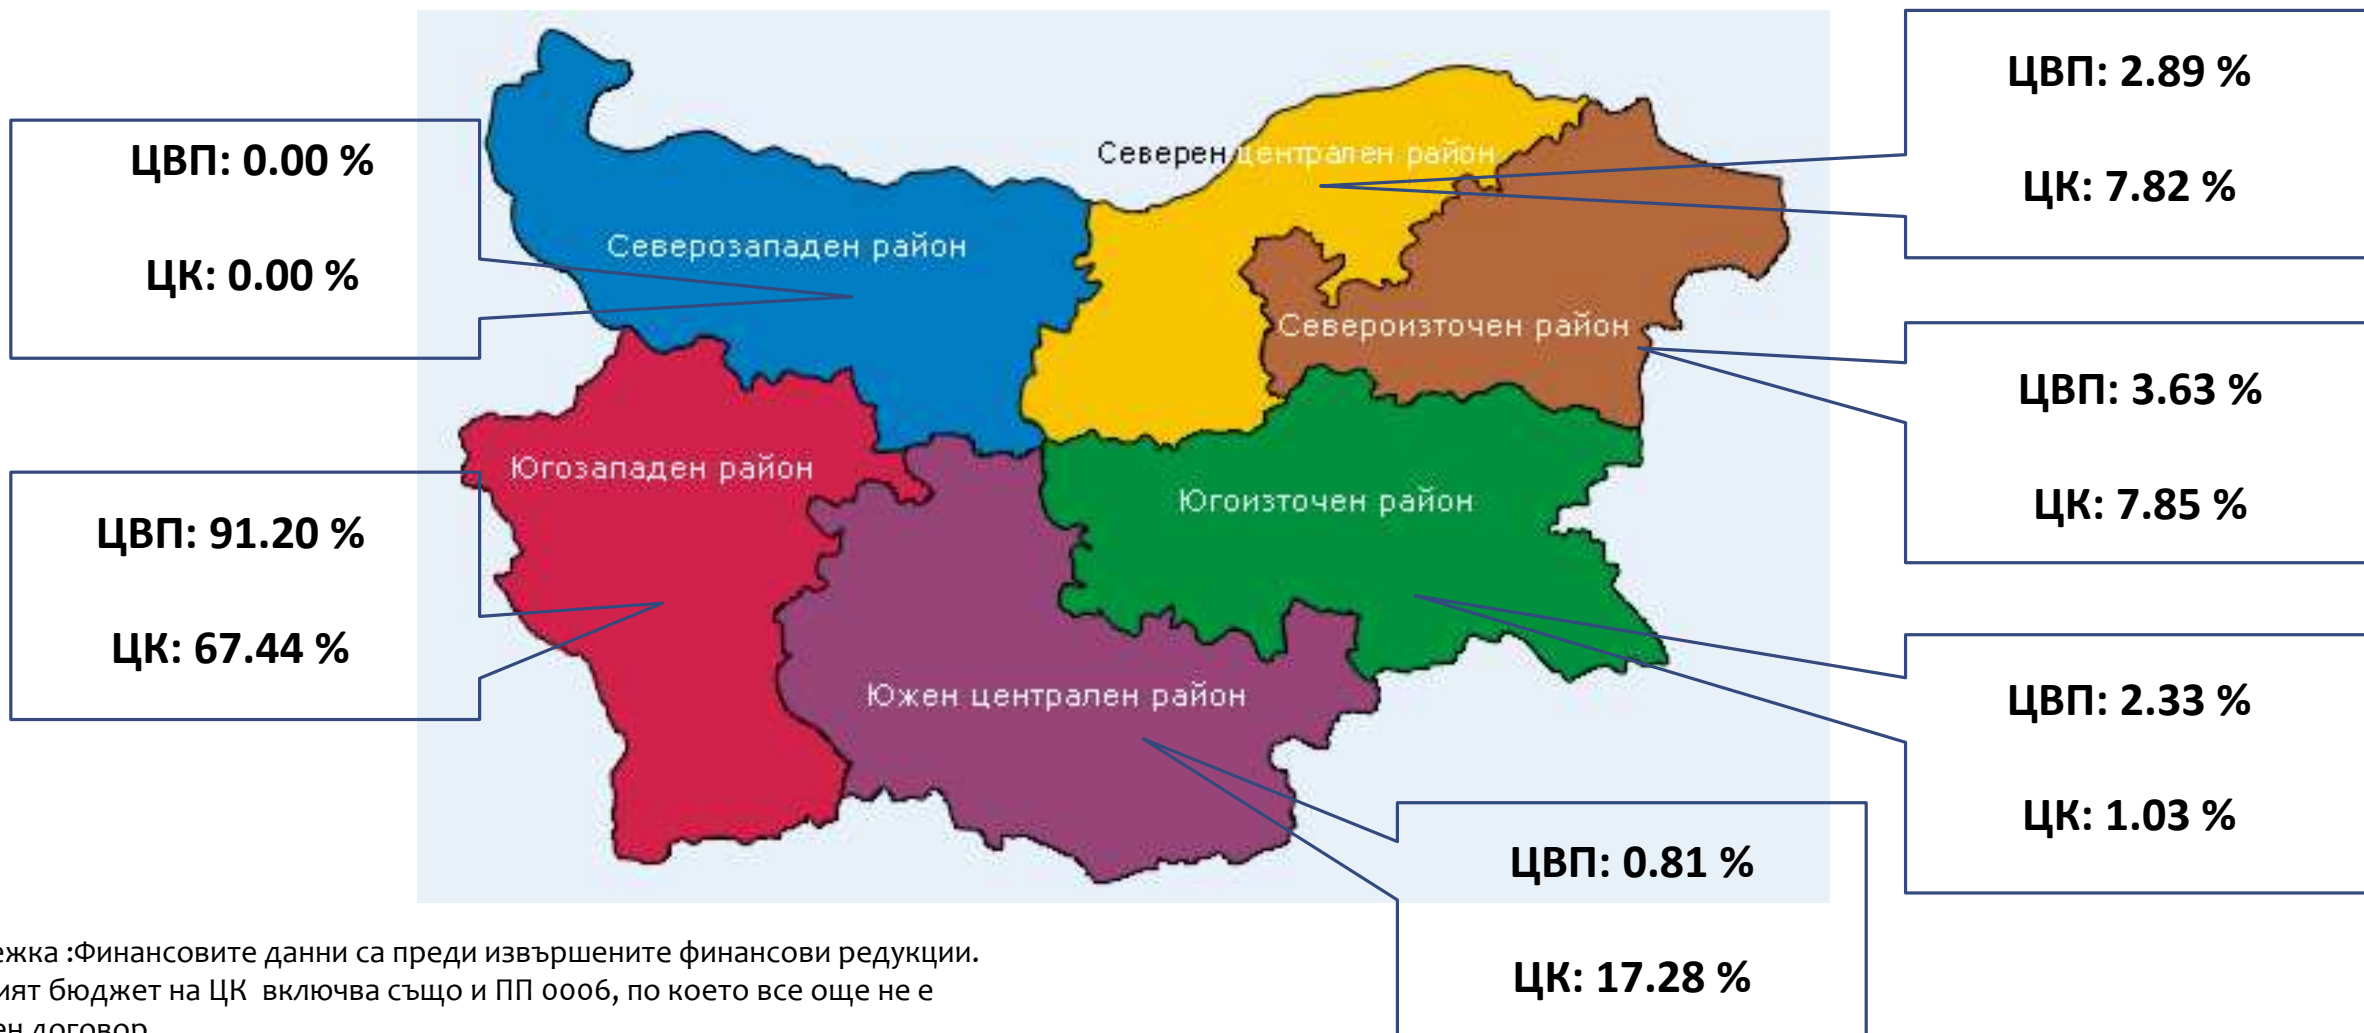 ЦВП: 0.00 %
ЦК: 0.00 %
ЦВП: 91.20 %
ЦК: 67.44 %
Северен централен район
Северозападен район
Североизточен район
Югозападен район
Югоизточен район
Южен централен район
ЦВП: 2.89 %
ЦК: 7.82 %
ЦВП: 3.63 %
ЦК: 7.85 %
ЦВП: 2.33 %
ЦК: 1.03 %
ЦВП: 0.81 %
ЦК: 17.28 %
:Финансовите данни са преди извършените финансови редукции.
бюджет на ЦК включва също и ПП 0006, по което все още не е
договор